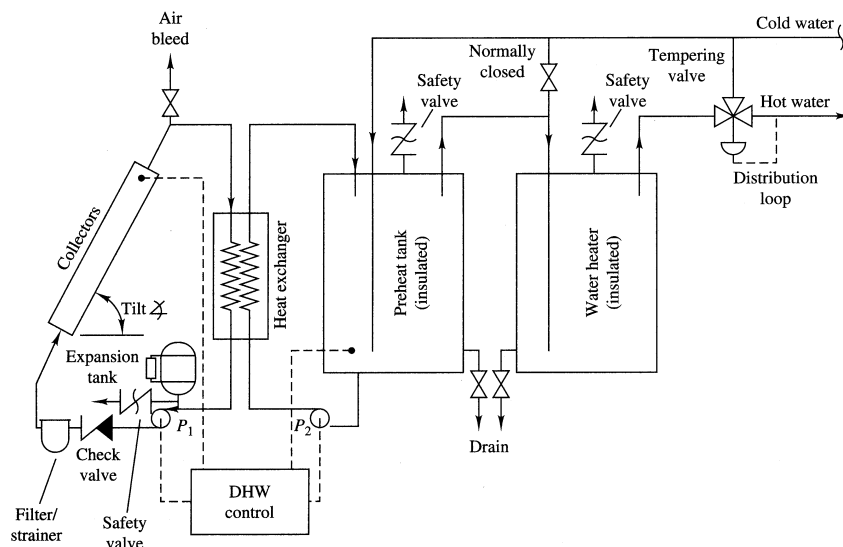 Air
bleed
Cold water
Normally
closed
Tempering
valve
Safety
valve
Safety
valve
Hot water
Distribution
loop
Collectors
Heat exchanger
Preheat tank
(insulated)
Water heater
(insulated)
Tilt
Expansion
tank
P1
P2
Check
valve
Drain
DHW
control
Filter/
strainer
Safety
valve